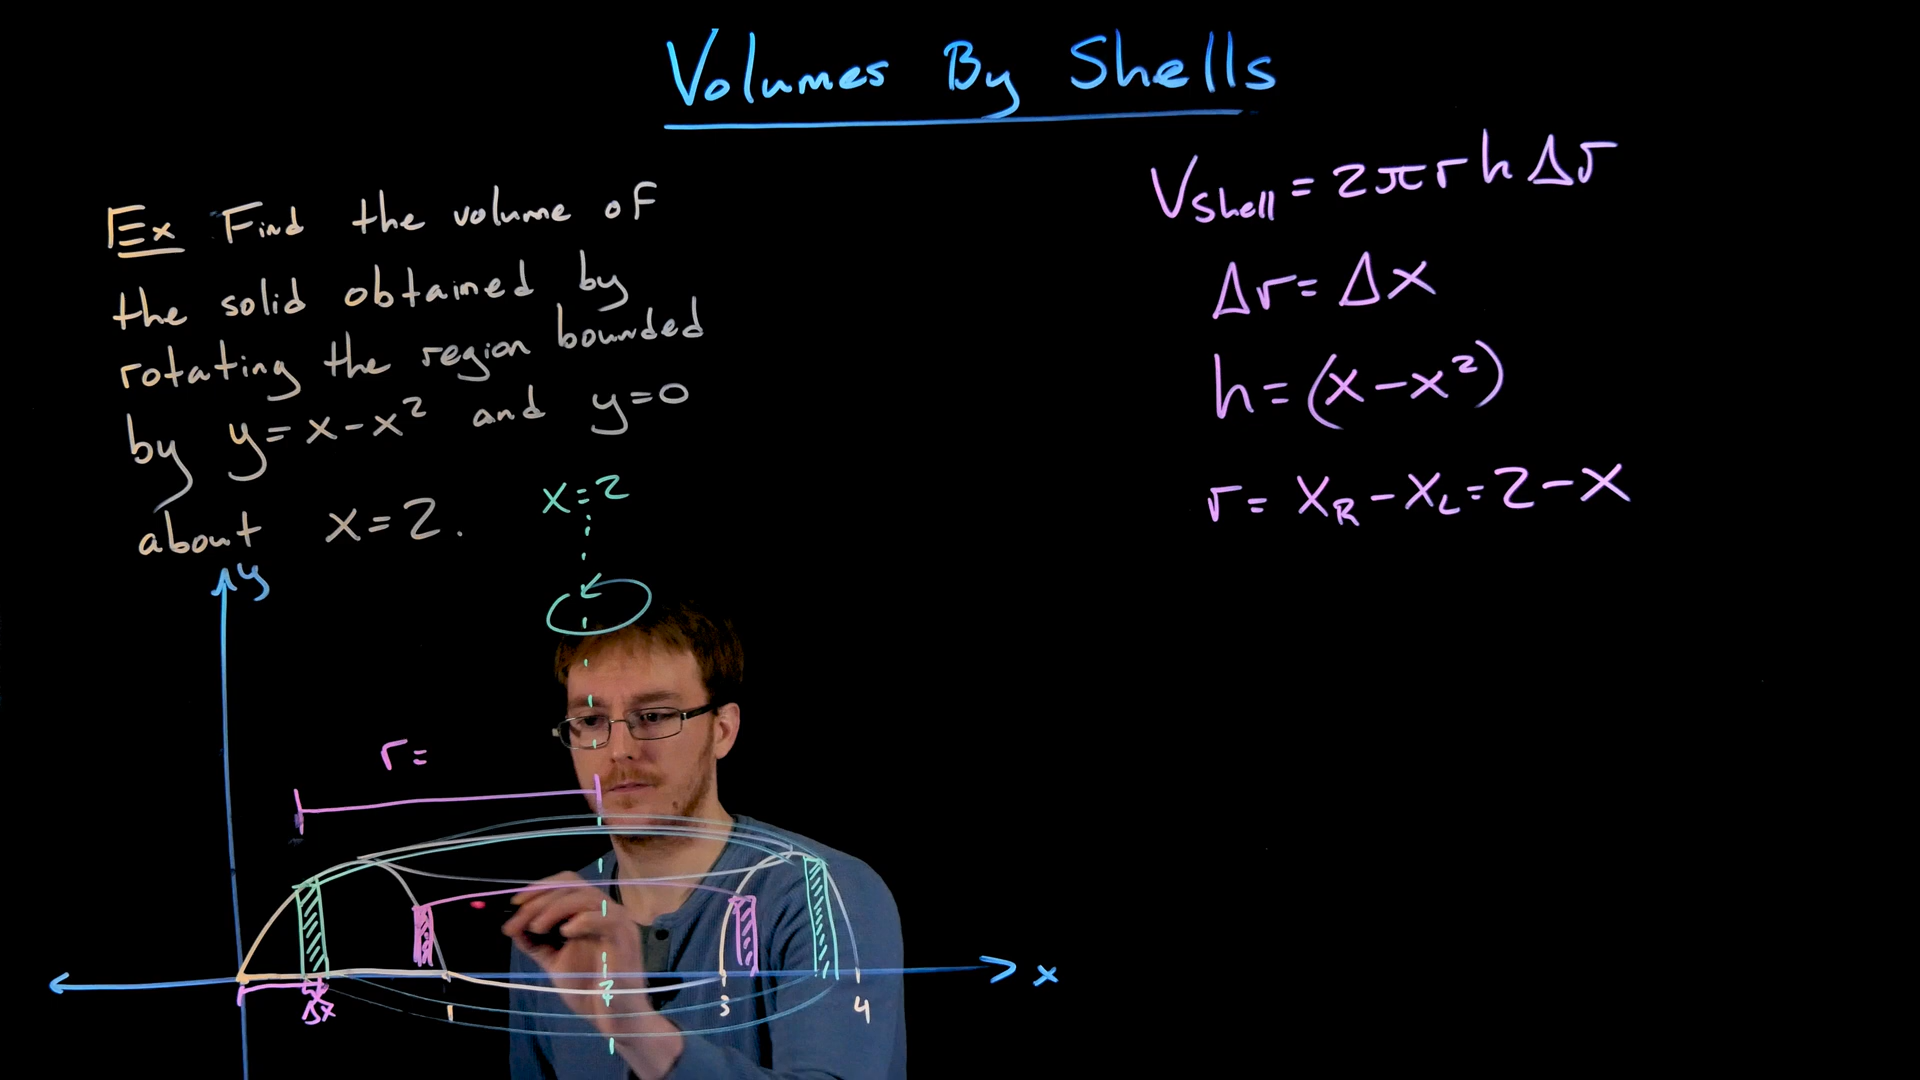 Volumes By Shells
Ex Find the volume of
the solid obtained by
rotating the region bounded
by y=x-x² and y=0
about x=2.
V_shell = 2πrhΔr
Δr=Δx
h=(x-x²)
r= x_R - x_L = 2-x
x=2
y
r=
x
Δx
1
2
3
4